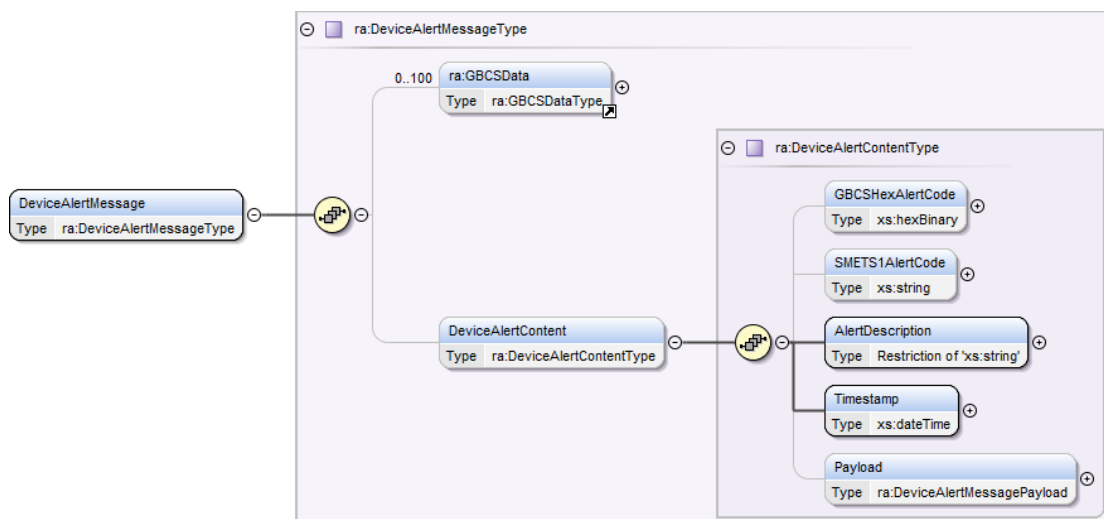 ra:DeviceAlertMessageType
0..100
ra:GBCSData
Type ra:GBCSDataType
ra:DeviceAlertContentType
GBCSHexAlertCode
Type xs:hexBinary
DeviceAlertMessage
Type ra:DeviceAlertMessageType
SMETS1AlertCode
Type xs:string
DeviceAlertContent
Type ra:DeviceAlertContentType
AlertDescription
Type Restriction of 'xs:string'
Timestamp
Type xs:dateTime
Payload
Type ra:DeviceAlertMessagePayload